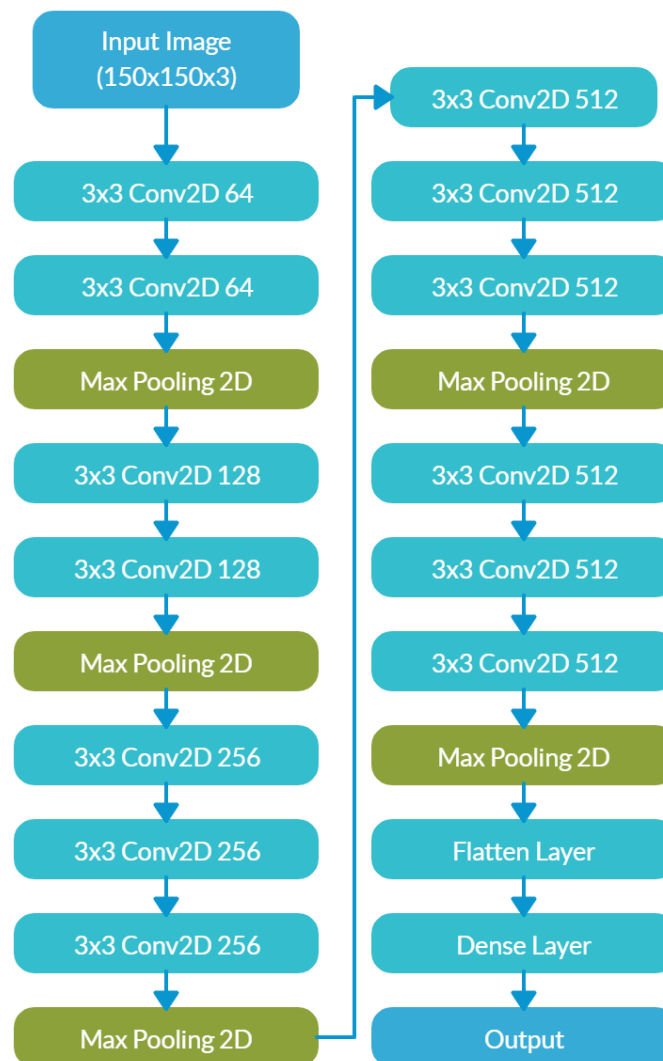 Input Image
(150x150x3)
3x3 Conv2D 64
3x3 Conv2D 64
Max Pooling 2D
3x3 Conv2D 128
3x3 Conv2D 128
Max Pooling 2D
3x3 Conv2D 256
3x3 Conv2D 256
3x3 Conv2D 256
Max Pooling 2D
3x3 Conv2D 512
3x3 Conv2D 512
3x3 Conv2D 512
Max Pooling 2D
3x3 Conv2D 512
3x3 Conv2D 512
3x3 Conv2D 512
Max Pooling 2D
Flatten Layer
Dense Layer
Output